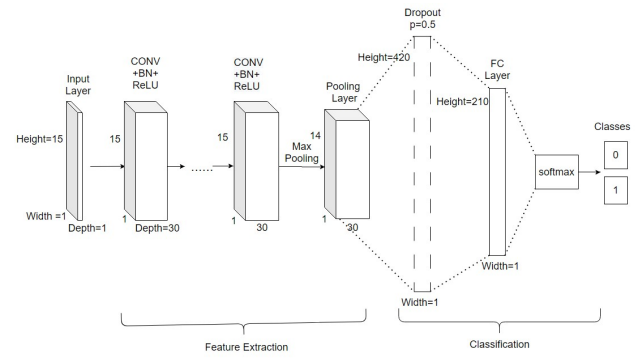 Dropout
p=0.5
CONV
+BN+
ReLU
CONV
+BN+
ReLU
Height=420
FC
Layer
Input
Layer
Pooling
Layer
Height=210
Classes
Height=15
15
15
14
Max
Pooling
0
softmax
1
Width =1
Depth=1
1
Depth=30
1
30
1
30
Width=1
Width=1
Feature Extraction
Classification